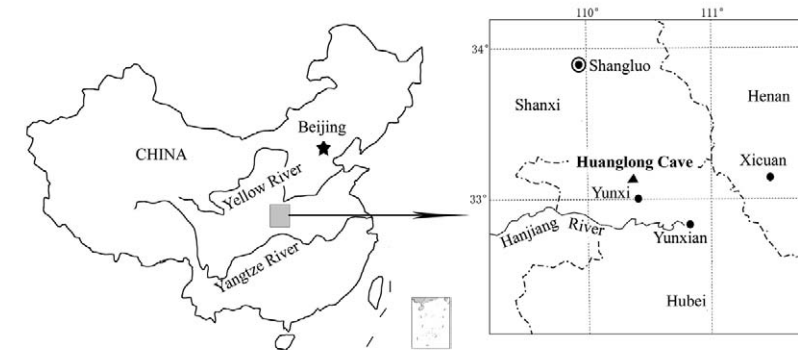 CHINA
Beijing
Yellow River
Yangtze River
110°
111°
34°
Shangluo
Shanxi
Henan
Huanglong Cave
Xicuan
Yunxi
33°
Hanjiang River
Yunxian
Hubei